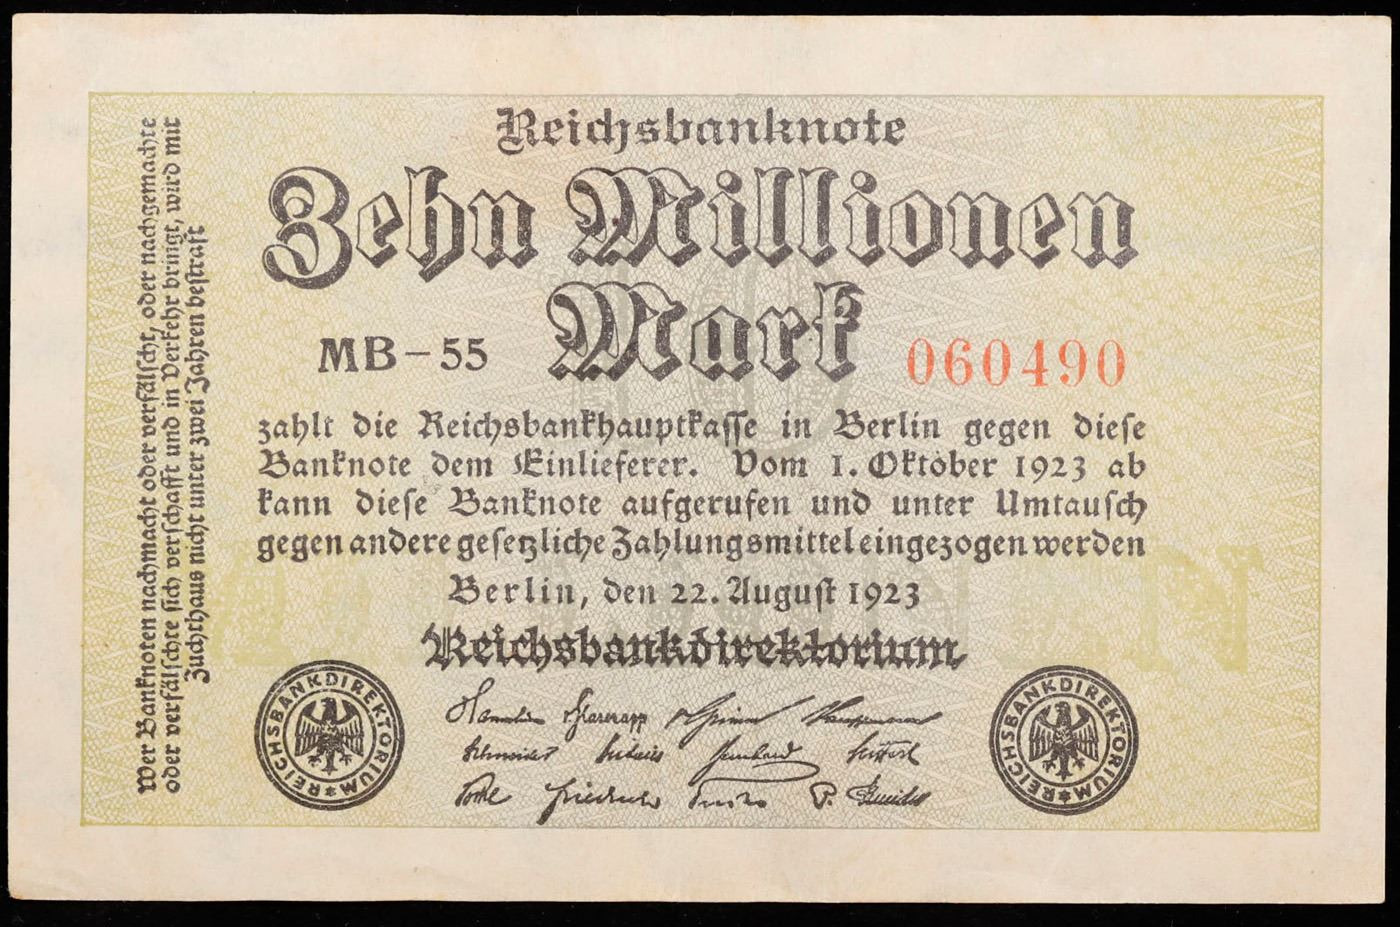 Reichsbanknote
Zehn Millionen
Mark
MB-55
060490
zahlt die Reichsbankhauptkasse in Berlin gegen diese
Banknote dem Einlieferer. Vom 1. Oktober 1923 ab
kann diese Banknote aufgerufen und unter Umtausch
gegen andere gesetzliche Zahlungsmittel eingezogen werden
Berlin, den 22. August 1923
Reichsbankdirektorium
Wer Banknoten nachmacht oder verfälscht, oder nachgemachte
oder verfälschte sich verschafft und in Verkehr bringt, wird mit
Zuchthaus nicht unter zwei Jahren bestraft
REICHSBANKDIREKTORIUM
REICHSBANKDIREKTORIUM